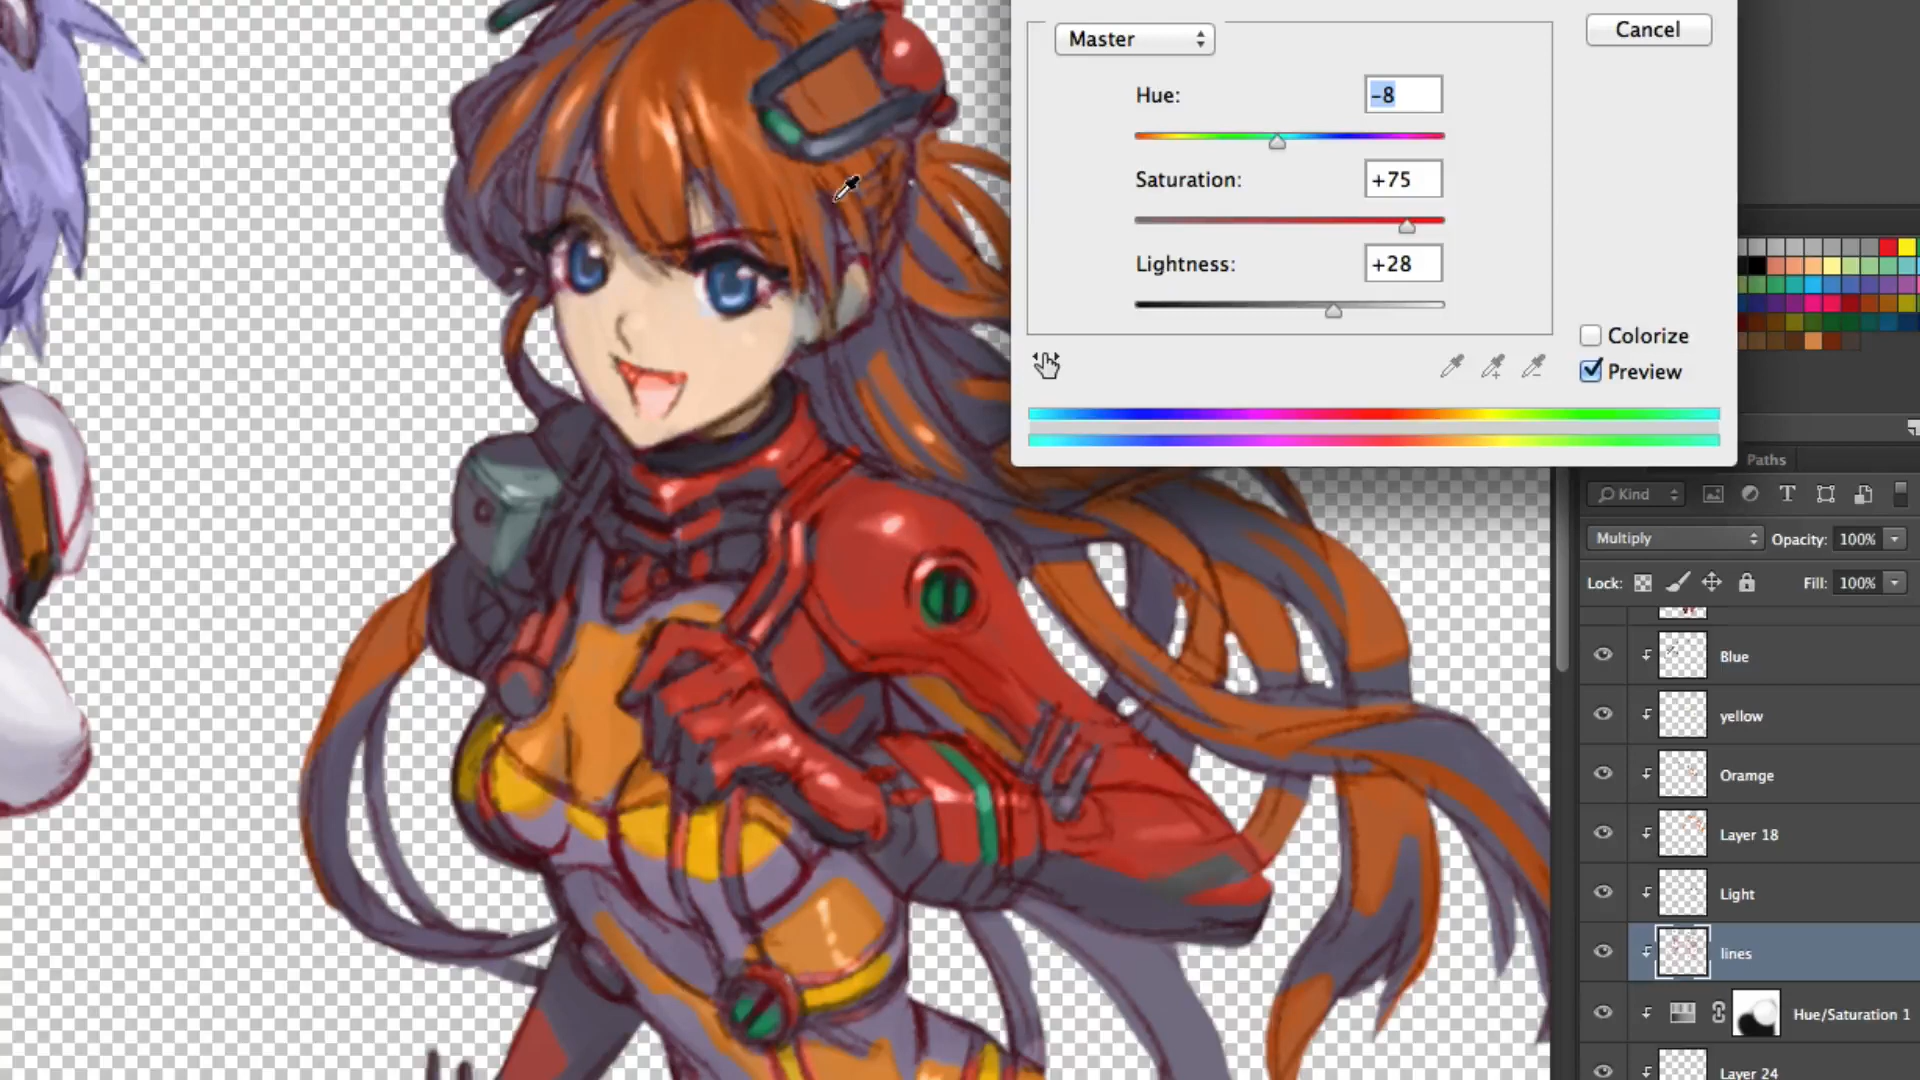 Master
Cancel
Hue:
-8
Saturation:
+75
Lightness:
+28
Colorize
Preview
Paths
Kind
Multiply
Opacity:
100%
Lock:
Fill:
100%
Blue
yellow
Oramge
Layer 18
Light
lines
Hue/Saturation 1
Layer 24